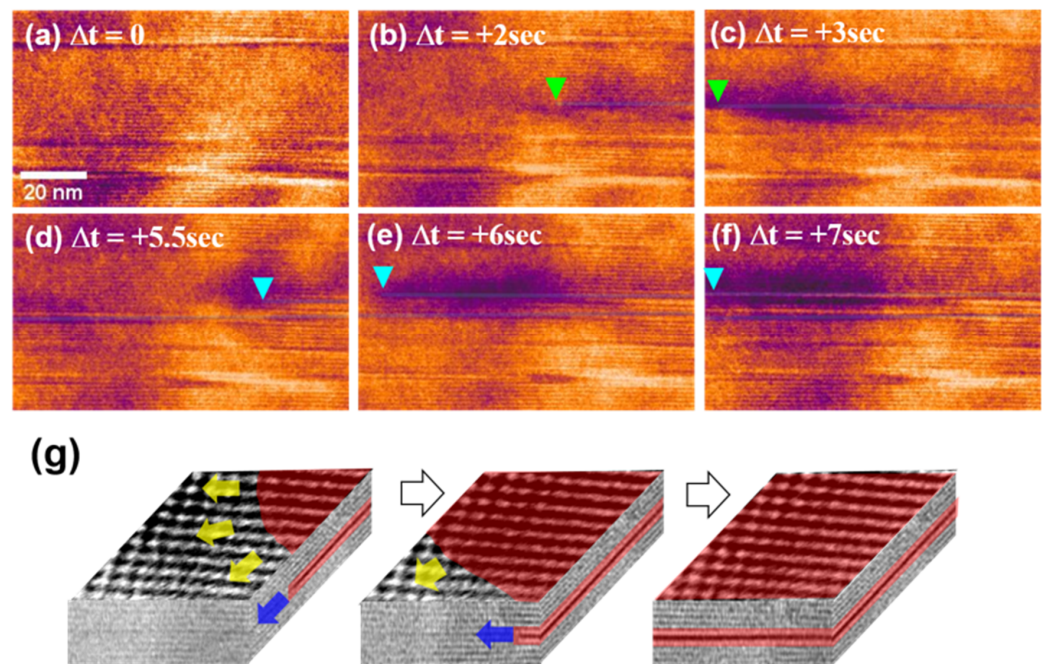 (a) Δt = 0
(b) Δt = +2sec
(c) Δt = +3sec
20 nm
(d) Δt = +5.5sec
(e) Δt = +6sec
(f) Δt = +7sec
(g)